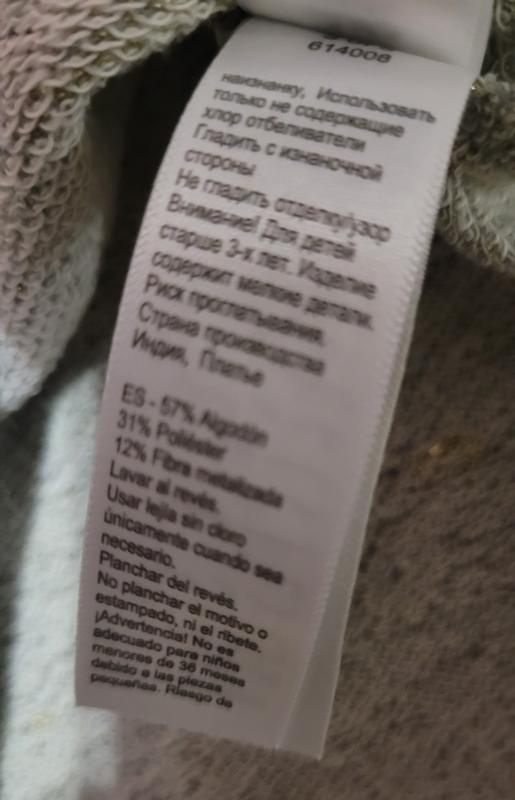 614008
наизнанку, Использовать
только не содержащие
хлор отбеливатели
Гладить с изнаночной
стороны
Не гладить отделку/узор
Внимание! Для детей
старше 3-х лет. Изделие
содержит мелкие детали.
Риск проглатывания.
Страна производства
Индия, Платье
ES - 57% Algodón
31% Poliéster
12% Fibra metalizada
Lavar al revés.
Usar lejía sin cloro
únicamente cuando sea
necesario.
Planchar del revés.
No planchar el motivo o
estampado, ni el ribete.
¡Advertencia! No es
adecuado para niños
menores de 36 meses
debido a las piezas
pequeñas. Riesgo de